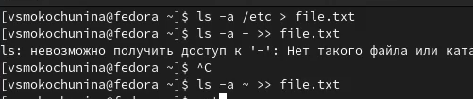 [vsmokochunina@fedora ~]$ ls -a /etc > file.txt
[vsmokochunina@fedora ~]$ ls -a - >> file.txt
ls: невозможно получить доступ к '-': Нет такого файла или ката
[vsmokochunina@fedora ~]$ ^C
[vsmokochunina@fedora ~]$ ls -a ~ >> file.txt